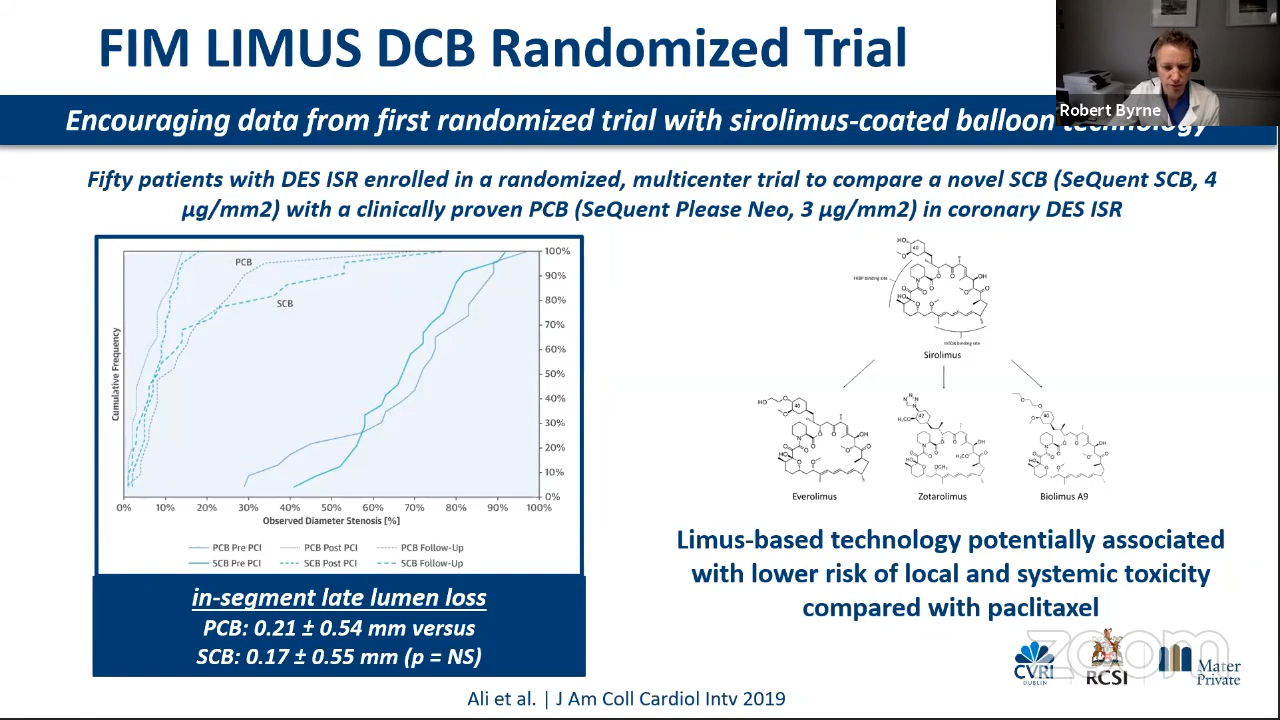 FIM LIMUS DCB Randomized Trial
Encouraging data from first randomized trial with sirolimus-coated balloon technology
Robert Byrne
Fifty patients with DES ISR enrolled in a randomized, multicenter trial to compare a novel SCB (SeQuent SCB, 4
µg/mm2) with a clinically proven PCB (SeQuent Please Neo, 3 µg/mm2) in coronary DES ISR
PCB
SCB
Cumulative Frequency
100%
90%
80%
70%
60%
50%
40%
30%
20%
10%
0%
0% 10% 20% 30% 40% 50% 60% 70% 80% 90% 100%
Observed Diameter Stenosis [%]
PCB Pre PCI PCB Post PCI PCB Follow-Up
SCB Pre PCI SCB Post PCI SCB Follow-Up
in-segment late lumen loss
PCB: 0.21 ± 0.54 mm versus
SCB: 0.17 ± 0.55 mm (p = NS)
FKBP binding site
mTOR binding site
Sirolimus
Everolimus Zotarolimus Biolimus A9
Limus-based technology potentially associated
with lower risk of local and systemic toxicity
compared with paclitaxel
zoom
CVRI
DUBLIN
RCSI
Mater
Private
Ali et al. | J Am Coll Cardiol Intv 2019